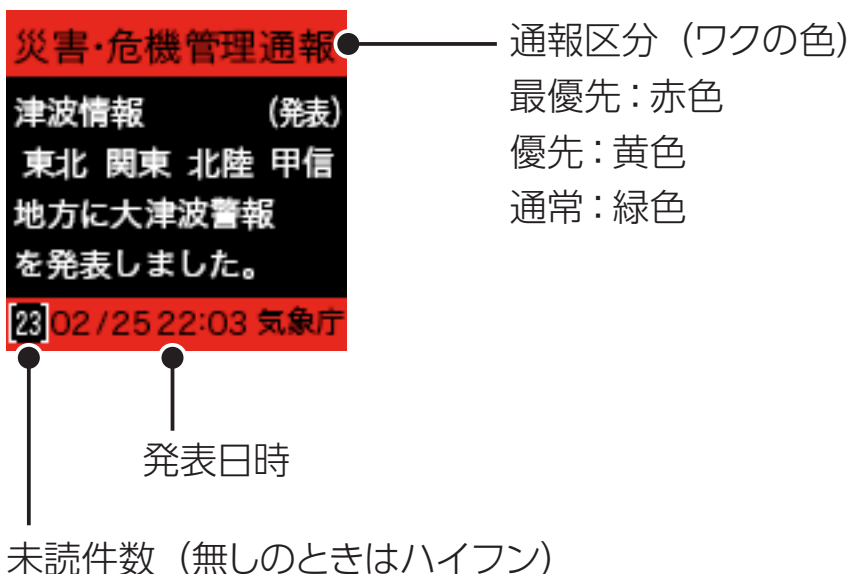 災害・危機管理通報
津波情報 (発表)
東北 関東 北陸 甲信
地方に大津波警報
を発表しました。
[23]02/25 22:03 気象庁
通報区分（ワクの色）
最優先：赤色
優先：黄色
通常：緑色
発表日時
未読件数（無しのときはハイフン）